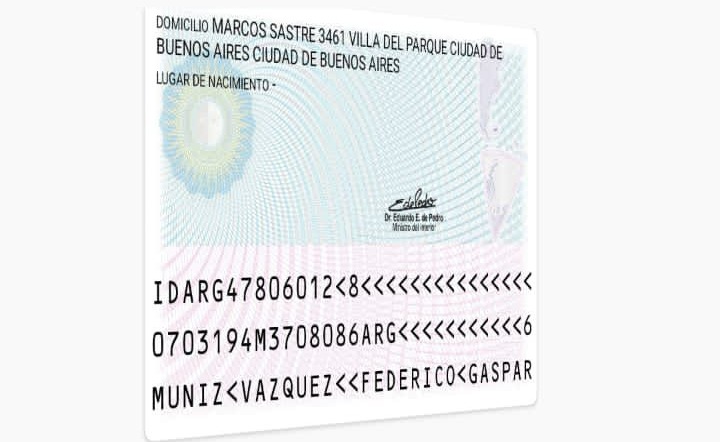 DOMICILIO MARCOS SASTRE 3461 VILLA DEL PARQUE CIUDAD DE
BUENOS AIRES CIUDAD DE BUENOS AIRES
LUGAR DE NACIMIENTO -
Dr. Eduardo E. de Pedro
Ministro del Interior
IDARG47806012<8<<<<<<<<<<<<<<<
0703194M3708086ARG<<<<<<<<<<<6
MUNIZ<VAZQUEZ<<FEDERICO<GASPAR